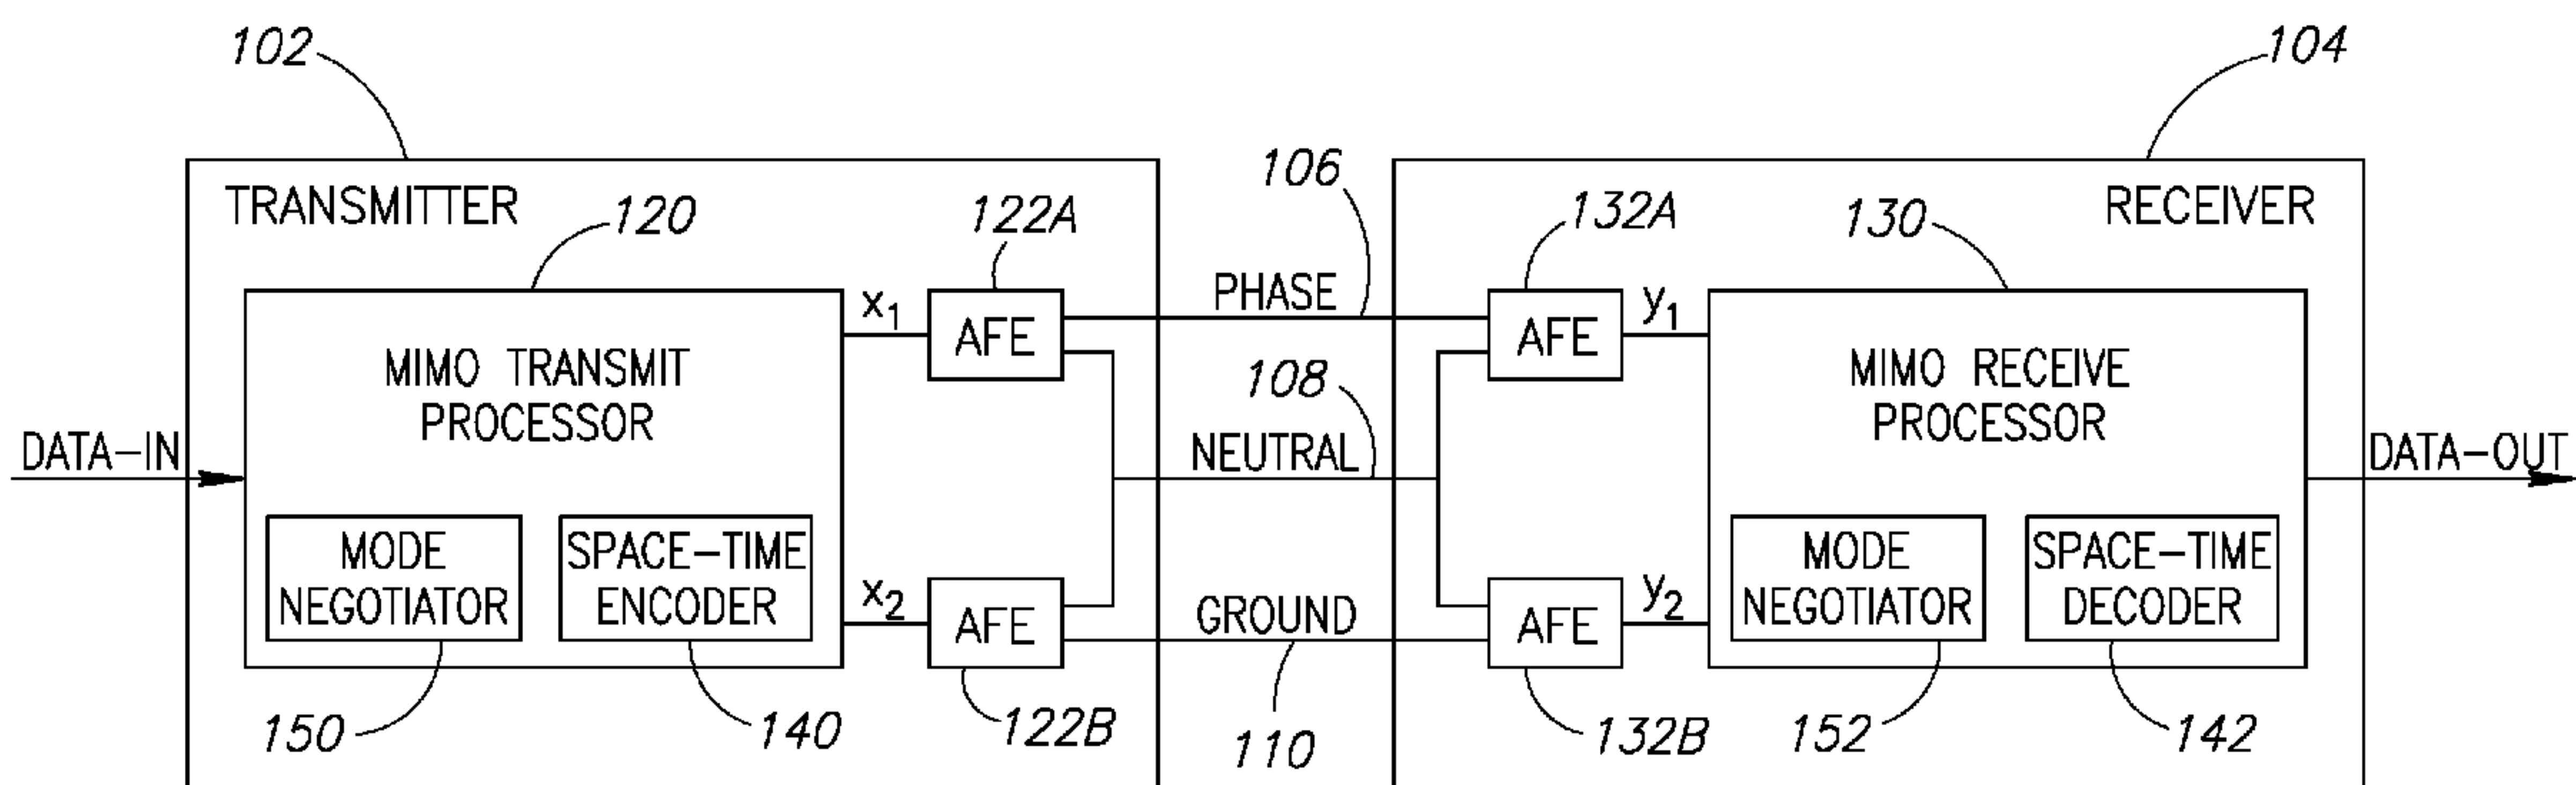 102
104
TRANSMITTER
RECEIVER
120
122A
106
132A
130
x1
AFE
PHASE
AFE
y1
MIMO TRANSMIT
PROCESSOR
108
MIMO RECEIVE
PROCESSOR
DATA-IN
NEUTRAL
DATA-OUT
MODE
NEGOTIATOR
SPACE-TIME
ENCODER
x2
AFE
GROUND
AFE
y2
MODE
NEGOTIATOR
SPACE-TIME
DECODER
150
140
122B
110
132B
152
142